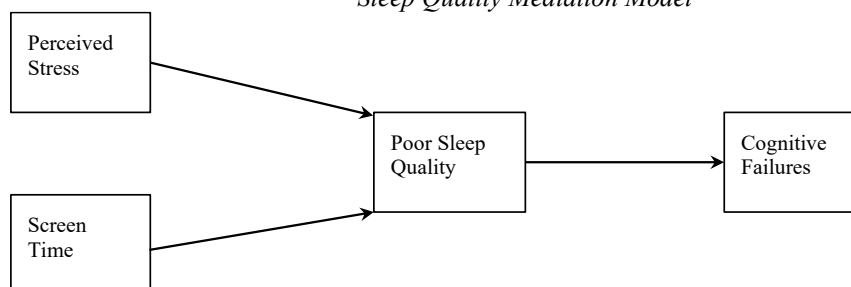 Sleep Quality Mediation Model
Perceived
Stress
Poor Sleep
Quality
Cognitive
Failures
Screen
Time